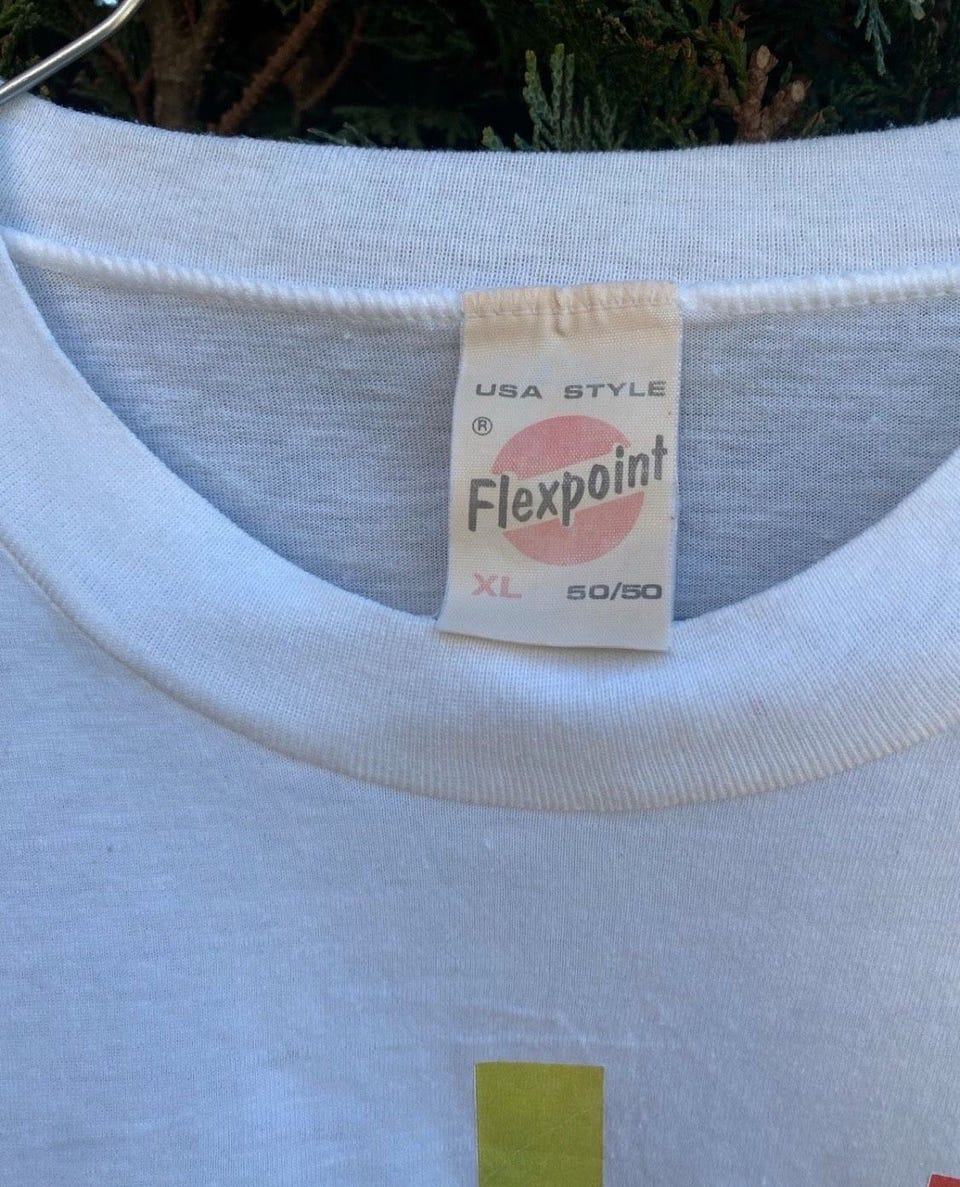 USA STYLE
®
Flexpoint
XL 50/50